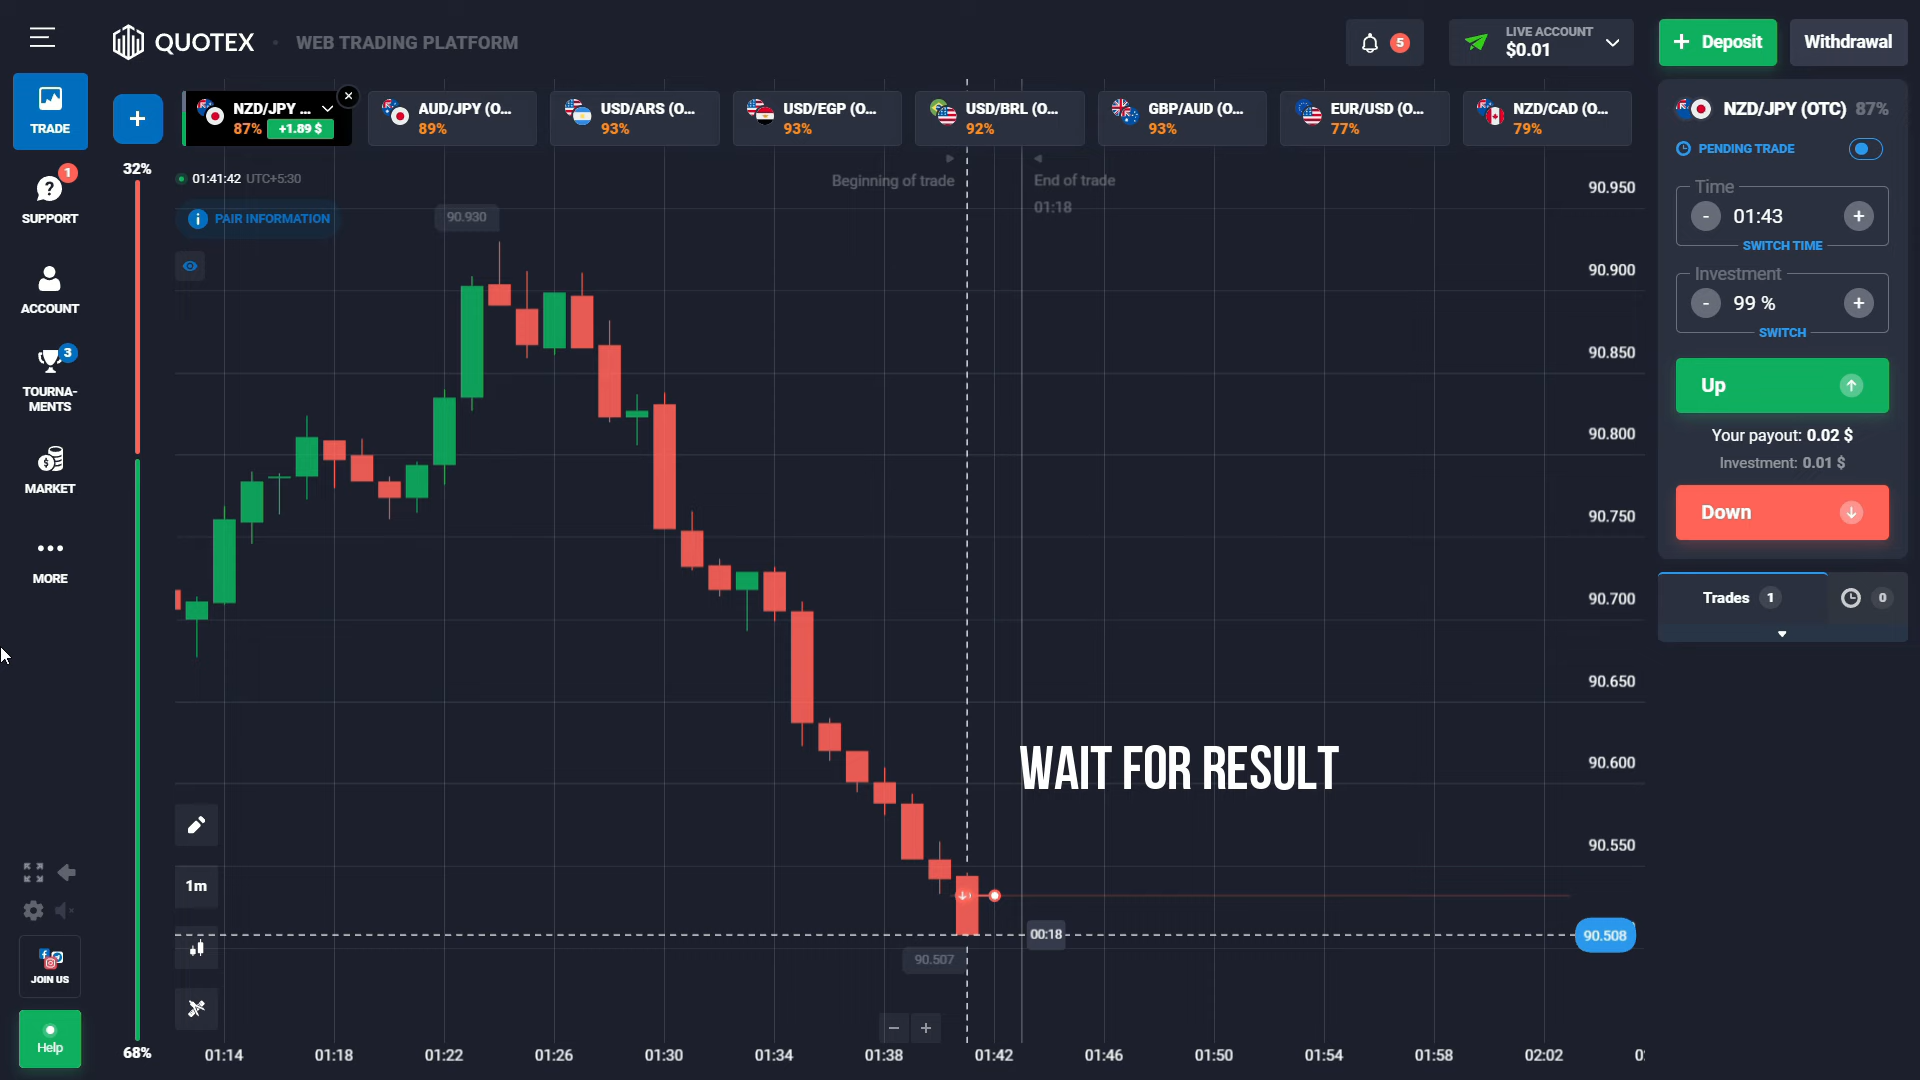 QUOTEX
WEB TRADING PLATFORM
5
LIVE ACCOUNT
$0.01
Deposit
Withdrawal
TRADE
1
SUPPORT
ACCOUNT
3
TOURNA-
MENTS
MARKET
MORE
JOIN US
Help
+
32%
68%
NZD/JPY ...
87% +1.89 $
AUD/JPY (O...
89%
USD/ARS (O...
93%
USD/EGP (O...
93%
USD/BRL (O...
92%
GBP/AUD (O...
93%
EUR/USD (O...
77%
NZD/CAD (O...
79%
01:41:42 UTC+5:30
PAIR INFORMATION
90.930
Beginning of trade
End of trade
01:18
90.950
90.900
90.850
90.800
90.750
90.700
90.650
90.600
90.550
90.508
WAIT FOR RESULT
1m
00:18
90.507
01:14
01:18
01:22
01:26
01:30
01:34
01:38
01:42
01:46
01:50
01:54
01:58
02:02
0:
NZD/JPY (OTC) 87%
PENDING TRADE
Time
- 01:43 +
SWITCH TIME
Investment
- 99 % +
SWITCH
Up
Your payout: 0.02 $
Investment: 0.01 $
Down
Trades 1
0